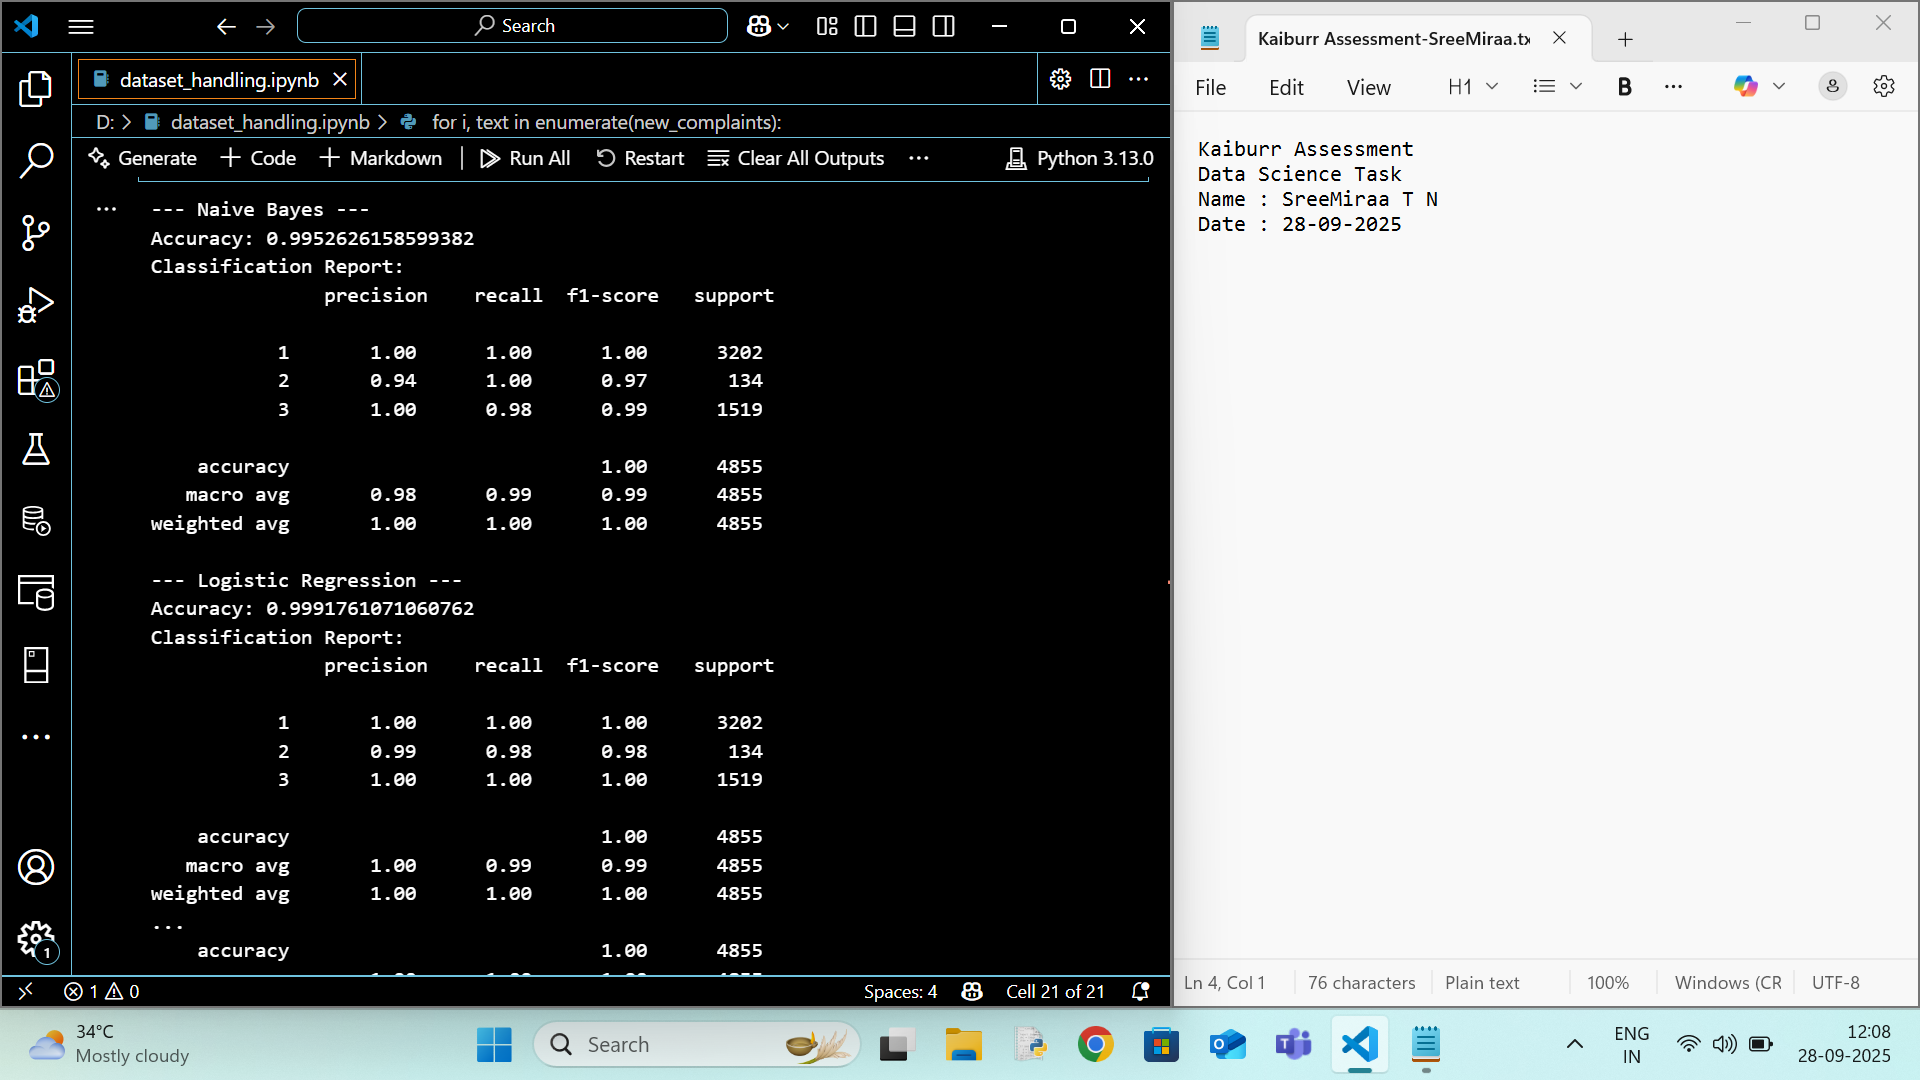 Search
dataset_handling.ipynb
D: > dataset_handling.ipynb > for i, text in enumerate(new_complaints):
Generate + Code + Markdown | Run All Restart Clear All Outputs ... Python 3.13.0
... --- Naive Bayes ---
Accuracy: 0.9952626158599382
Classification Report:
precision recall f1-score support
1 1.00 1.00 1.00 3202
2 0.94 1.00 0.97 134
3 1.00 0.98 0.99 1519
accuracy 1.00 4855
macro avg 0.98 0.99 0.99 4855
weighted avg 1.00 1.00 1.00 4855
--- Logistic Regression ---
Accuracy: 0.9991761071060762
Classification Report:
precision recall f1-score support
1 1.00 1.00 1.00 3202
2 0.99 0.98 0.98 134
3 1.00 1.00 1.00 1519
accuracy 1.00 4855
macro avg 1.00 0.99 0.99 4855
weighted avg 1.00 1.00 1.00 4855
...
accuracy 1.00 4855
1
1 0 Spaces: 4 Cell 21 of 21
Kaiburr Assessment-SreeMiraa.tx
File Edit View H1 B ...
Kaiburr Assessment
Data Science Task
Name : SreeMiraa T N
Date : 28-09-2025
Ln 4, Col 1 76 characters Plain text 100% Windows (CR UTF-8
34°C
Mostly cloudy
Search
ENG
IN
12:08
28-09-2025